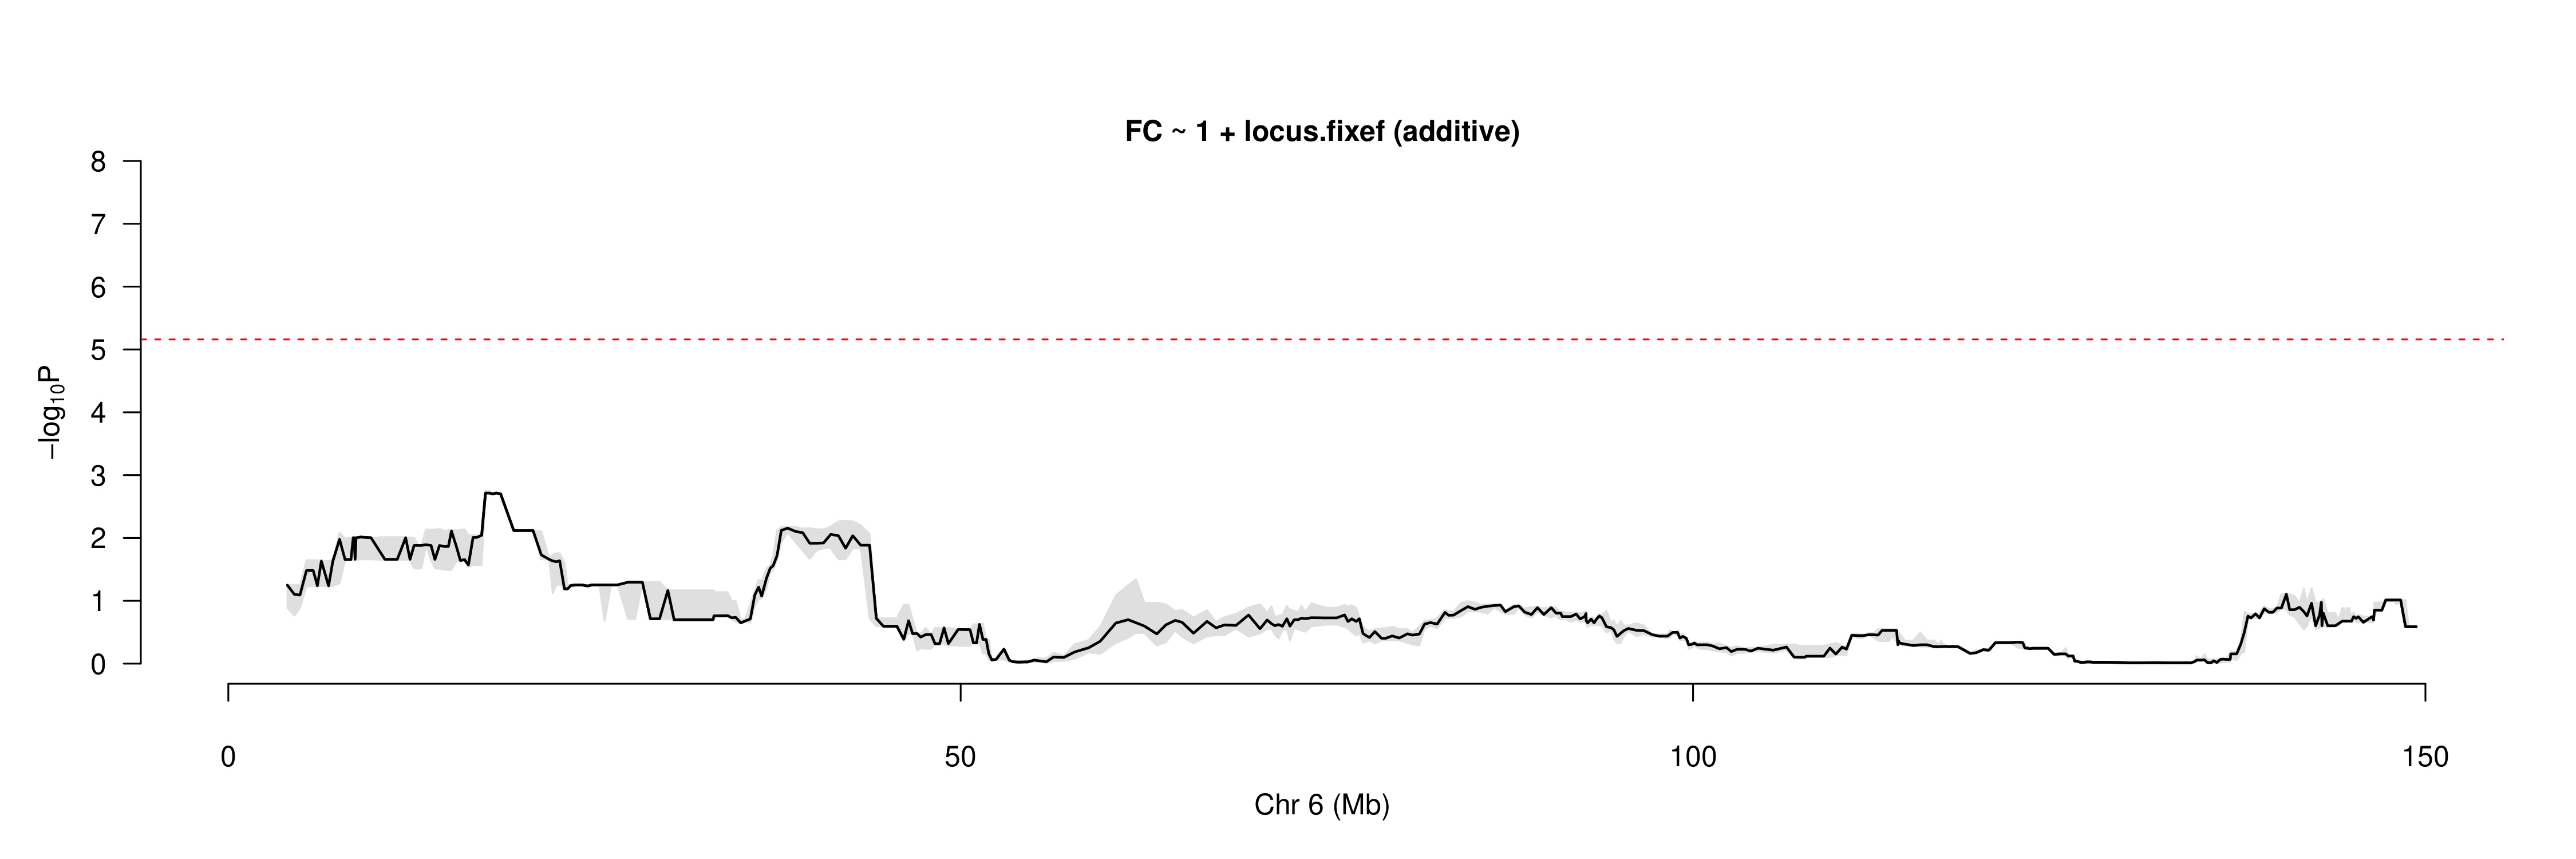 FC ~ 1 + locus.fixef (additive)
8
7
6
5
4
3
2
1
0
−log₁₀P
0 50 100 150
Chr 6 (Mb)